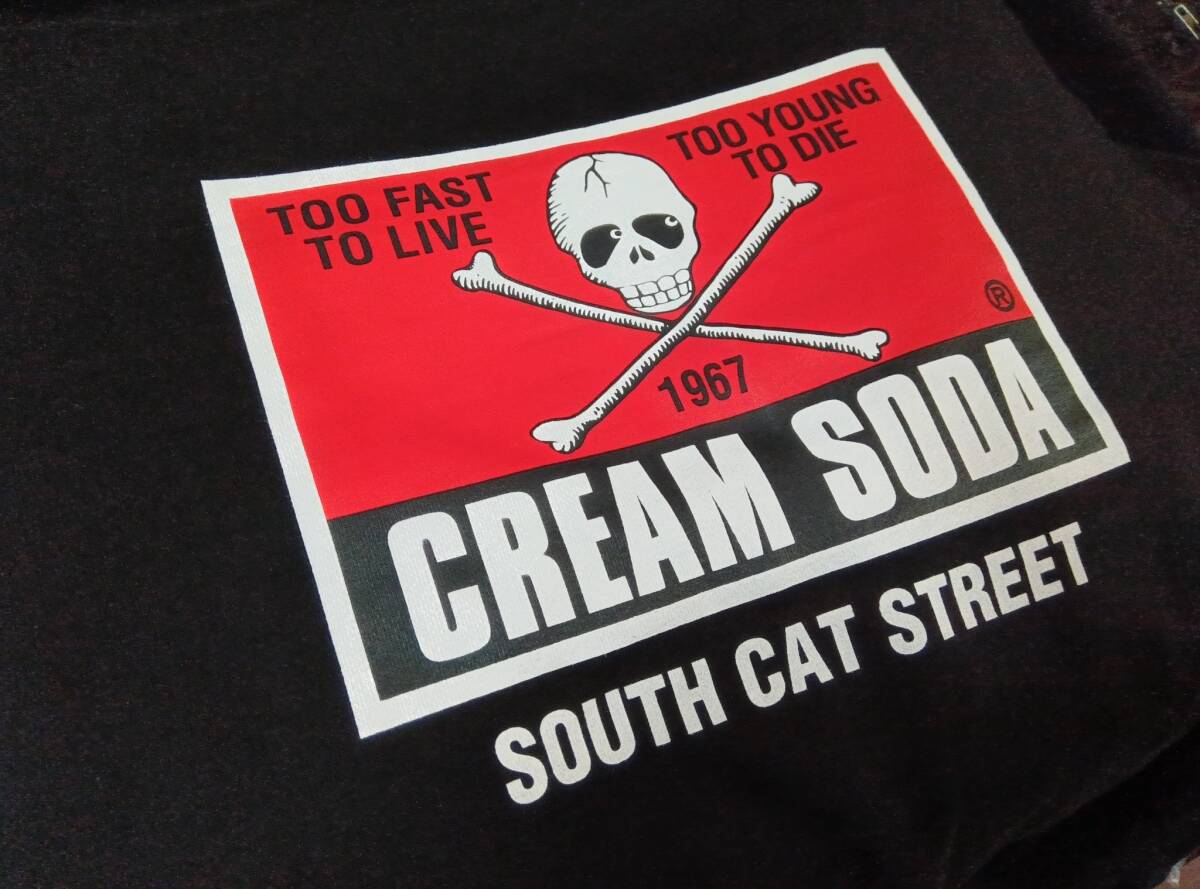 TOO FAST
TO LIVE
TOO YOUNG
TO DIE
®
1967
CREAM SODA
SOUTH CAT STREET